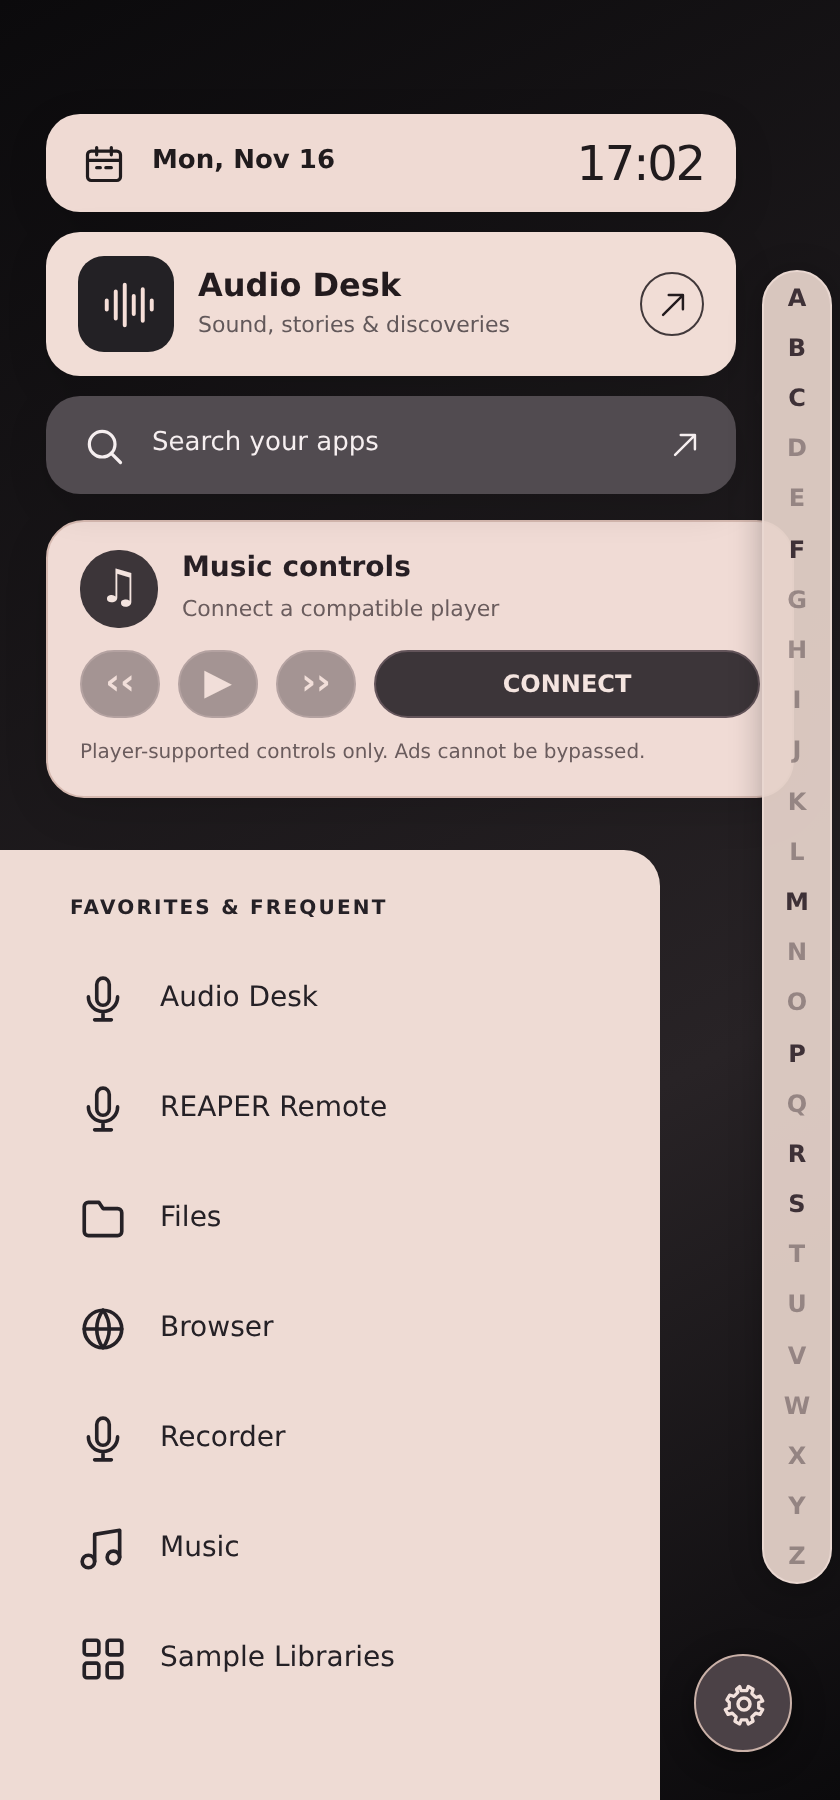 Mon, Nov 16
17:02
Audio Desk
Sound, stories & discoveries
Search your apps
Music controls
Connect a compatible player
CONNECT
Player-supported controls only. Ads cannot be bypassed.
FAVORITES & FREQUENT
Audio Desk
REAPER Remote
Files
Browser
Recorder
Music
Sample Libraries
A
B
C
D
E
F
G
H
I
J
K
L
M
N
O
P
Q
R
S
T
U
V
W
X
Y
Z